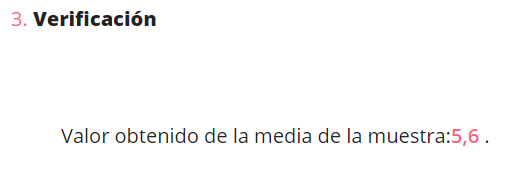 3. Verificación
Valor obtenido de la media de la muestra:5,6 .